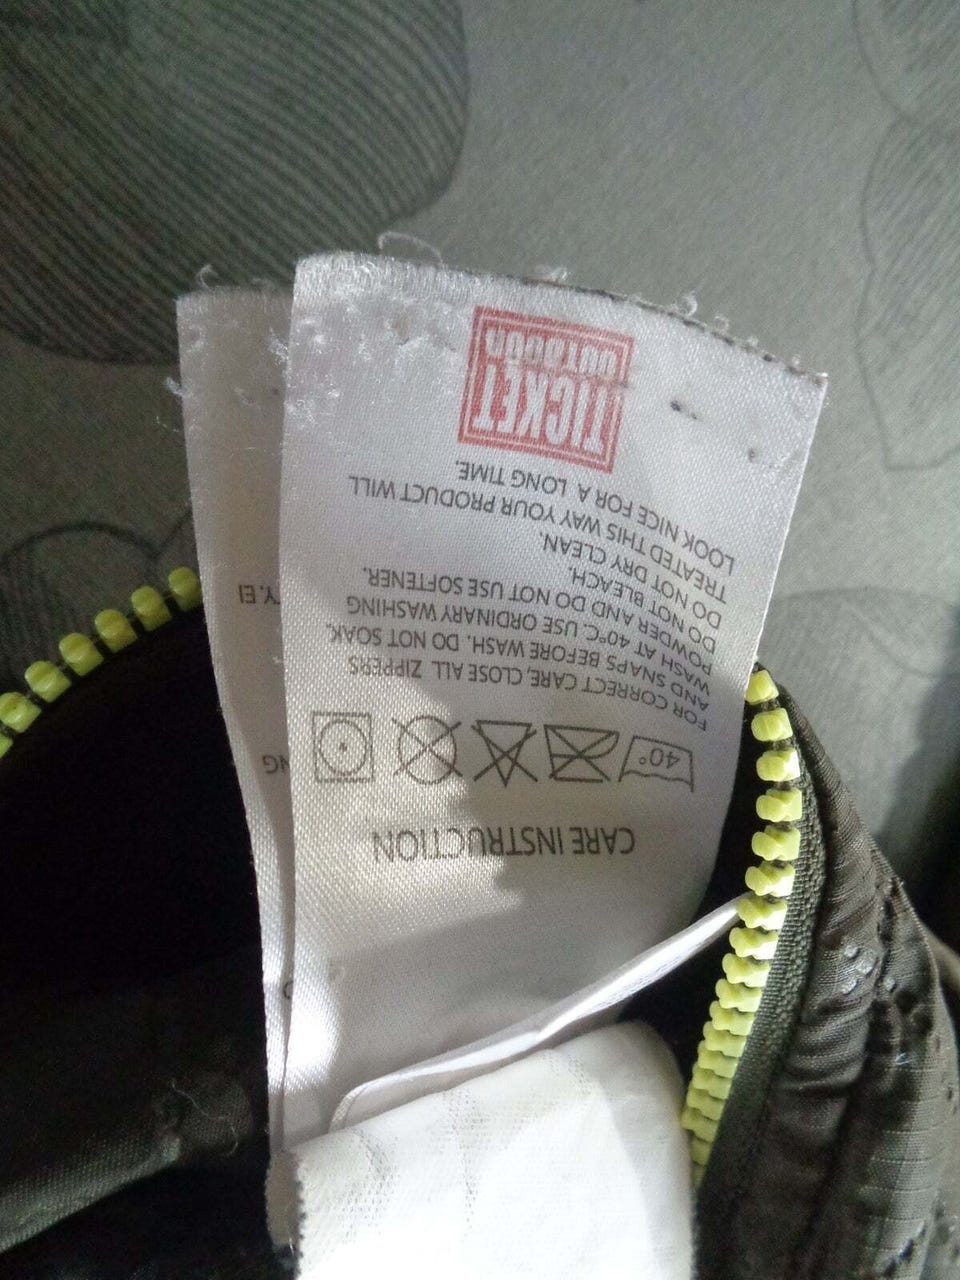 CARE INSTRUCTION
40°
FOR CORRECT CARE, CLOSE ALL ZIPPERS
AND SNAPS BEFORE WASH. DO NOT SOAK.
WASH AT 40°C. USE ORDINARY WASHING
POWDER AND DO NOT USE SOFTENER.
DO NOT BLEACH.
DO NOT DRY CLEAN.
TREATED THIS WAY YOUR PRODUCT WILL
LOOK NICE FOR A LONG TIME.
TICKET
OUTDOOR